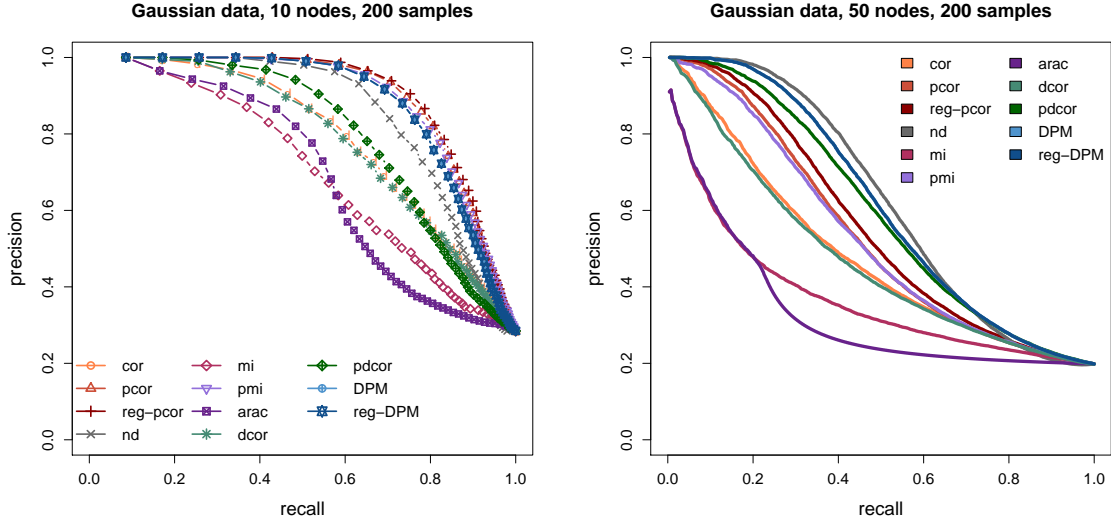 Gaussian data, 10 nodes, 200 samples
precision
1.0
0.8
0.6
0.4
0.2
0.0
cor
pcor
reg−pcor
nd
mi
pmi
arac
dcor
pdcor
DPM
reg−DPM
0.0 0.2 0.4 0.6 0.8 1.0
recall
Gaussian data, 50 nodes, 200 samples
precision
1.0
0.8
0.6
0.4
0.2
0.0
cor
pcor
reg−pcor
nd
mi
pmi
arac
dcor
pdcor
DPM
reg−DPM
0.0 0.2 0.4 0.6 0.8 1.0
recall